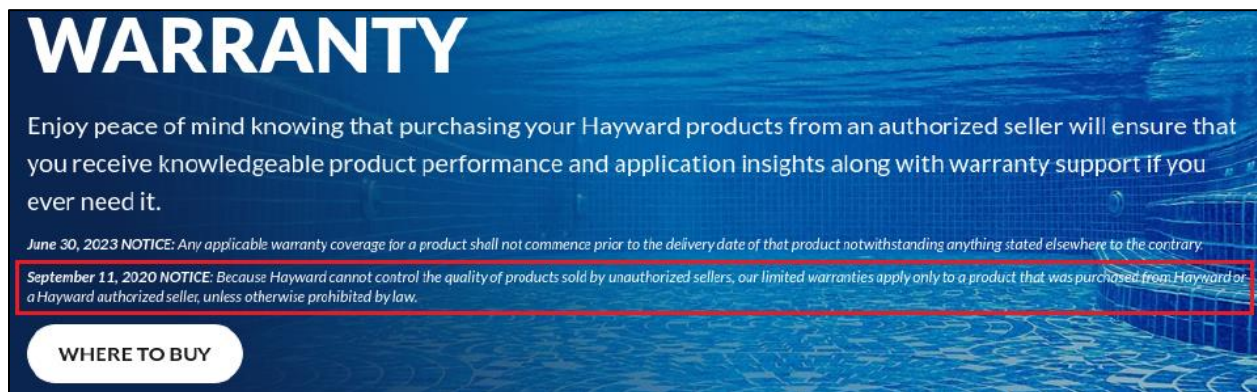 WARRANTY
Enjoy peace of mind knowing that purchasing your Hayward products from an authorized seller will ensure that
you receive knowledgeable product performance and application insights along with warranty support if you
ever need it.
June 30, 2023 NOTICE: Any applicable warranty coverage for a product shall not commence prior to the delivery date of that product notwithstanding anything stated elsewhere to the contrary.
September 11, 2020 NOTICE: Because Hayward cannot control the quality of products sold by unauthorized sellers, our limited warranties apply only to a product that was purchased from Hayward or
a Hayward authorized seller, unless otherwise prohibited by law.
WHERE TO BUY